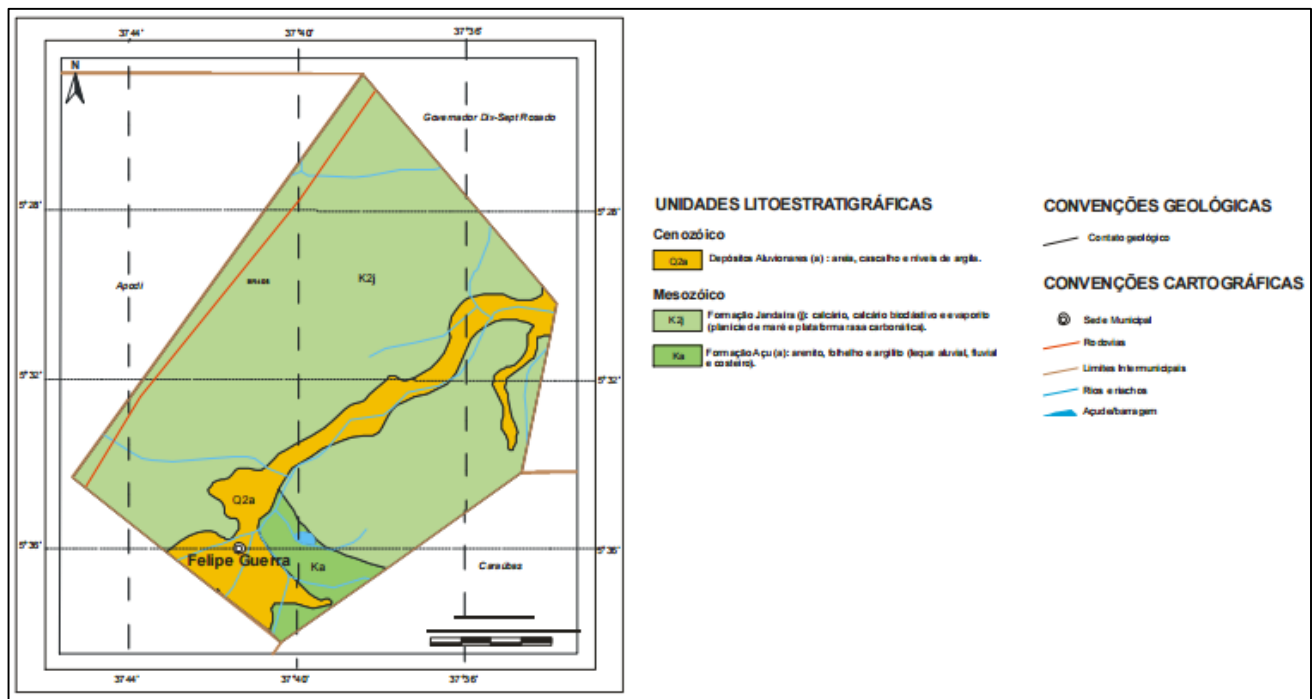 37°44'
37°40'
37°36'
N
Governador Dix-Sept Rosado
5°28'
5°28'
K2j
Apodi
BR405
5°32'
5°32'
Q2a
5°36'
5°36'
Felipe Guerra
Ka
Caraúbas
37°44'
37°40'
37°36'
UNIDADES LITOESTRATIGRÁFICAS
Cenozóico
Q2a Depósitos Aluvionares (a) : areia, cascalho e níveis de argila.
Mesozóico
K2j Formação Jandaíra (j): calcário, calcário bioclástivo e evaporito
(planície de maré e plataforma rasa carbonática).
Ka Formação Açu (a): arenito, folhelho e argilito (leque aluvial, fluvial
e costeiro).
CONVENÇÕES GEOLÓGICAS
Contato geológico
CONVENÇÕES CARTOGRÁFICAS
Sede Municipal
Rodovias
Limites Intermunicipais
Rios e riachos
Açude/barragem